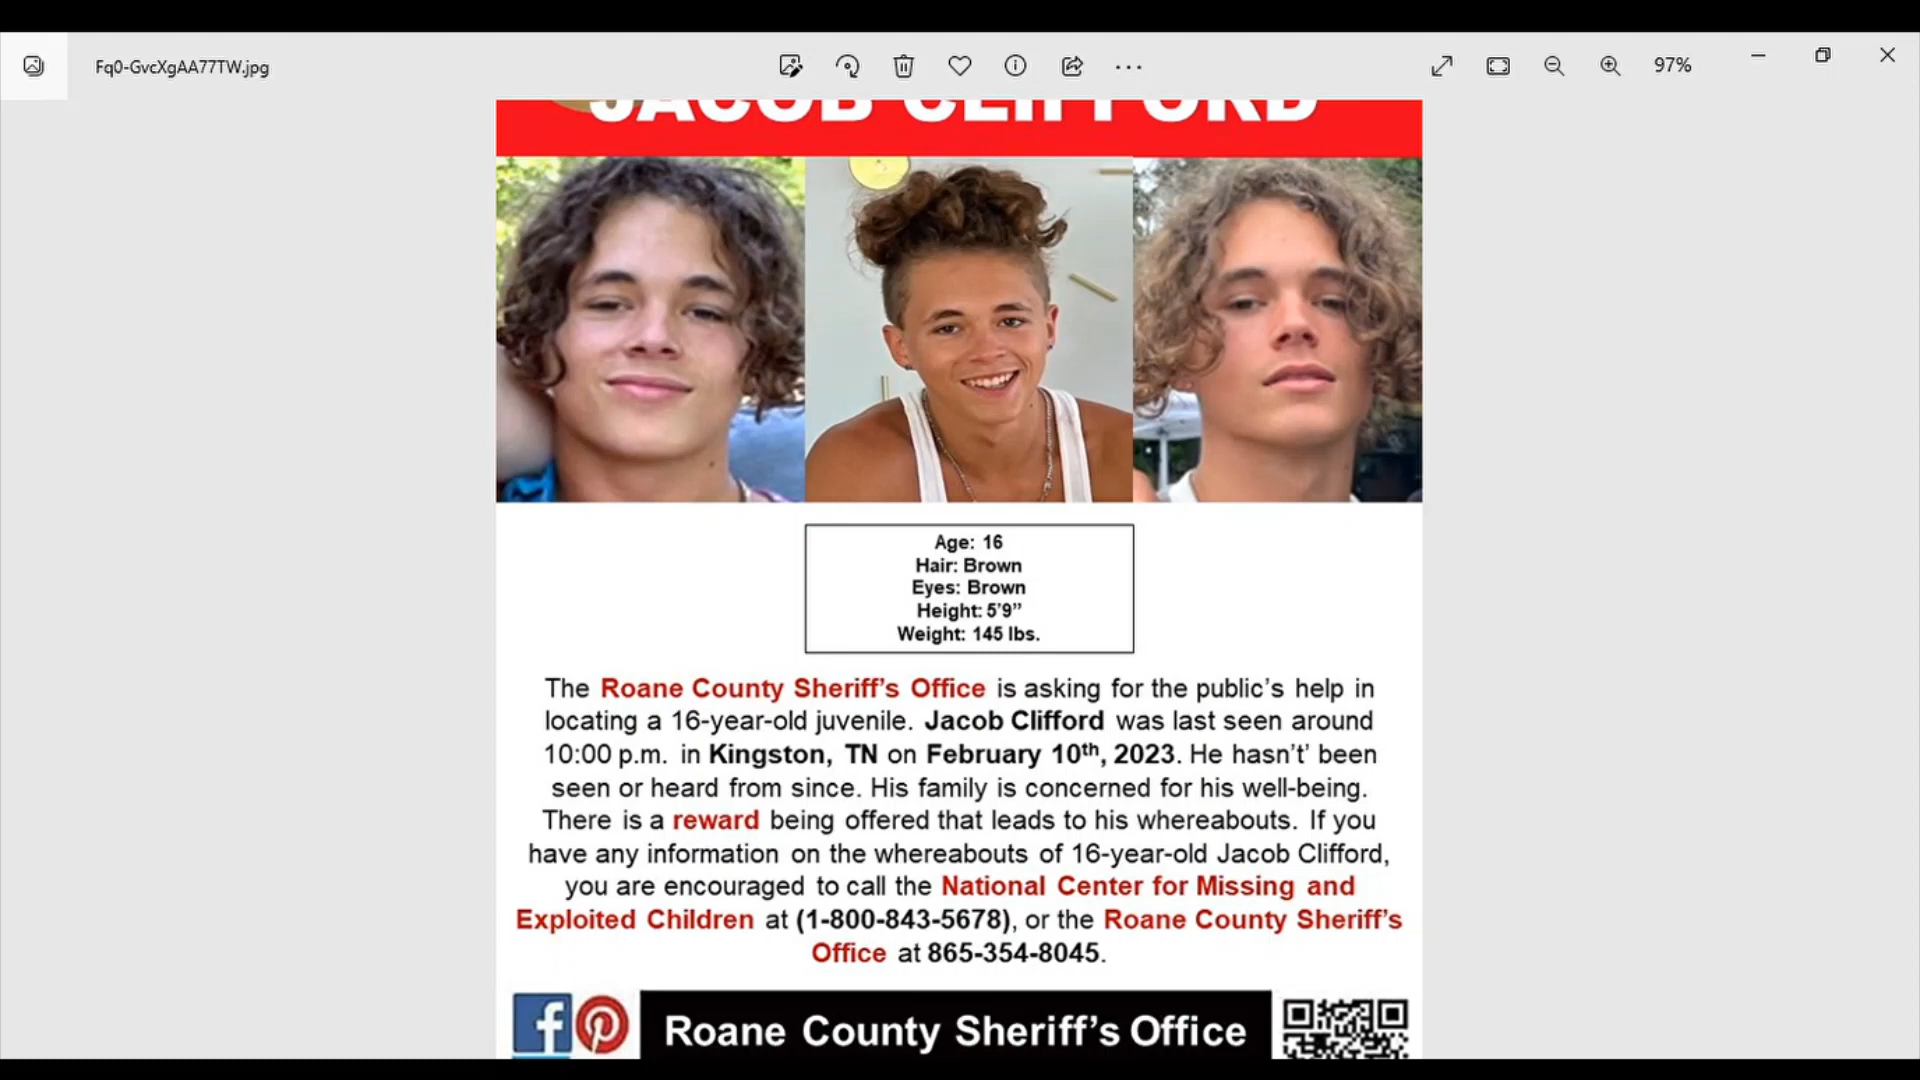 Fq0-GvcXgAA77TW.jpg
97%
JACOB CLIFFORD
Age: 16
Hair: Brown
Eyes: Brown
Height: 5’9”
Weight: 145 lbs.
The Roane County Sheriff’s Office is asking for the public’s help in
locating a 16-year-old juvenile. Jacob Clifford was last seen around
10:00 p.m. in Kingston, TN on February 10th, 2023. He hasn’t’ been
seen or heard from since. His family is concerned for his well-being.
There is a reward being offered that leads to his whereabouts. If you
have any information on the whereabouts of 16-year-old Jacob Clifford,
you are encouraged to call the National Center for Missing and
Exploited Children at (1-800-843-5678), or the Roane County Sheriff’s
Office at 865-354-8045.
Roane County Sheriff’s Office